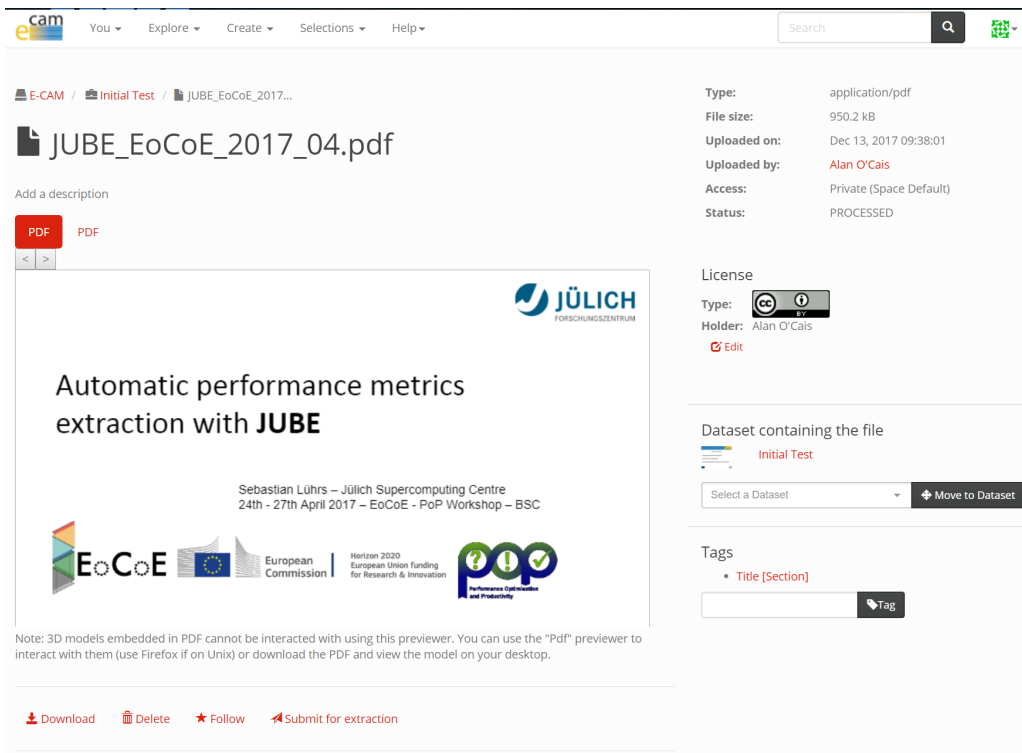 e cam
You Explore Create Selections Help Search
E-CAM / Initial Test / JUBE_EoCoE_2017...
JUBE_EoCoE_2017_04.pdf
Add a description
PDF PDF
< >
JÜLICH
FORSCHUNGSZENTRUM
Automatic performance metrics
extraction with JUBE
Sebastian Lührs – Jülich Supercomputing Centre
24th - 27th April 2017 – EoCoE - PoP Workshop – BSC
EoCoE
European
Commission
Horizon 2020
European Union funding
for Research & Innovation
pop
Performance Optimisation
and Productivity
Note: 3D models embedded in PDF cannot be interacted with using this previewer. You can use the "Pdf" previewer to
interact with them (use Firefox if on Unix) or download the PDF and view the model on your desktop.
Download Delete Follow Submit for extraction
Type: application/pdf
File size: 950.2 kB
Uploaded on: Dec 13, 2017 09:38:01
Uploaded by: Alan O'Cais
Access: Private (Space Default)
Status: PROCESSED
License
Type: cc BY
Holder: Alan O'Cais
Edit
Dataset containing the file
Initial Test
Select a Dataset Move to Dataset
Tags
Title [Section]
Tag